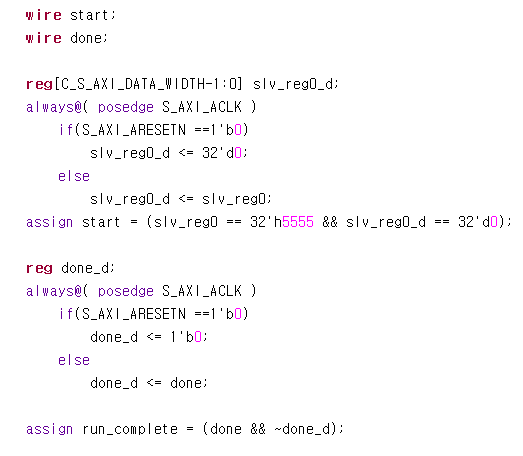 wire start;
wire done;
reg[C_S_AXI_DATA_WIDTH-1:0] slv_reg0_d;
always@( posedge S_AXI_ACLK )
if(S_AXI_ARESETN ==1'b0)
slv_reg0_d <= 32'd0;
else
slv_reg0_d <= slv_reg0;
assign start = (slv_reg0 == 32'h5555 && slv_reg0_d == 32'd0);
reg done_d;
always@( posedge S_AXI_ACLK )
if(S_AXI_ARESETN ==1'b0)
done_d <= 1'b0;
else
done_d <= done;
assign run_complete = (done && ~done_d);